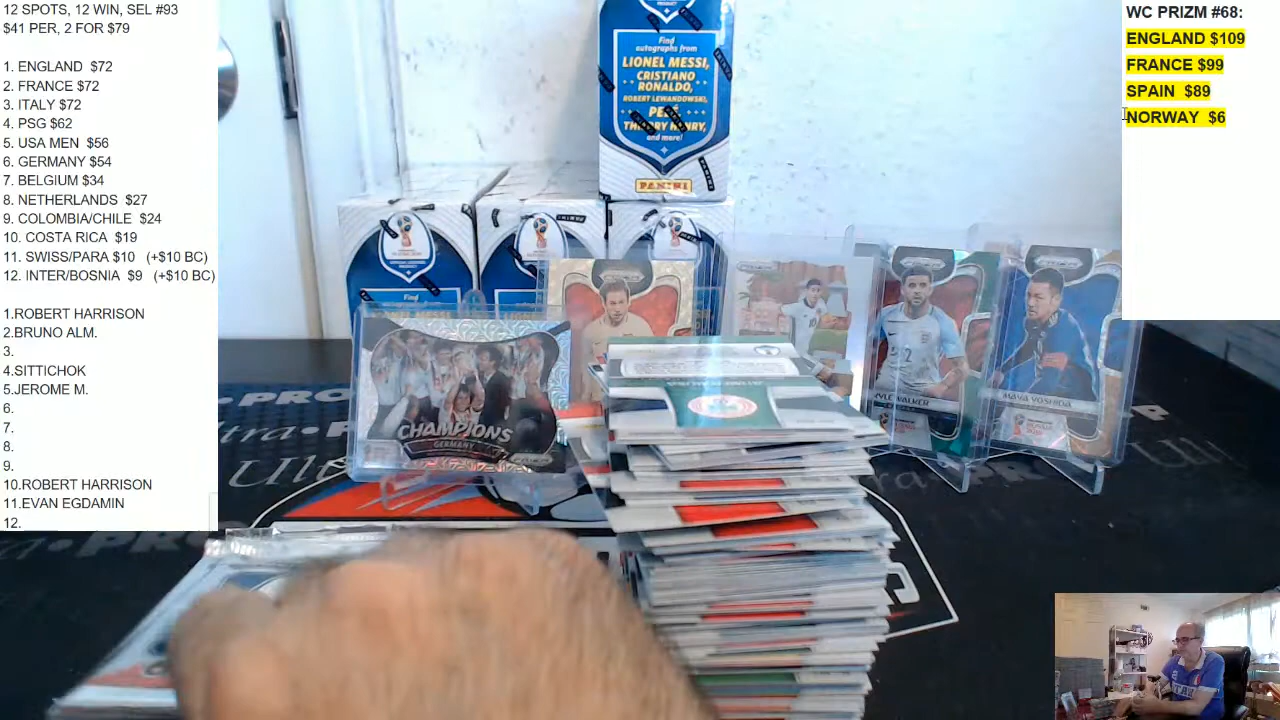 12 SPOTS, 12 WIN, SEL #93
$41 PER, 2 FOR $79
1. ENGLAND $72
2. FRANCE $72
3. ITALY $72
4. PSG $62
5. USA MEN $56
6. GERMANY $54
7. BELGIUM $34
8. NETHERLANDS $27
9. COLOMBIA/CHILE $24
10. COSTA RICA $19
11. SWISS/PARA $10 (+$10 BC)
12. INTER/BOSNIA $9 (+$10 BC)
1.ROBERT HARRISON
2.BRUNO ALM.
3.
4.SITTICHOK
5.JEROME M.
6.
7.
8.
9.
10.ROBERT HARRISON
11.EVAN EGDAMIN
12.
Find
autographs from
LIONEL MESSI,
CRISTIANO
RONALDO,
ROBERT LEWANDOWSKI,
PELÉ,
THIERRY HENRY,
and more!
PANINI
WC PRIZM #68:
ENGLAND $109
FRANCE $99
SPAIN $89
NORWAY $6
Find
CHAMPIONS
GERMANY
KYLE WALKER
MAYA YOSHIDA